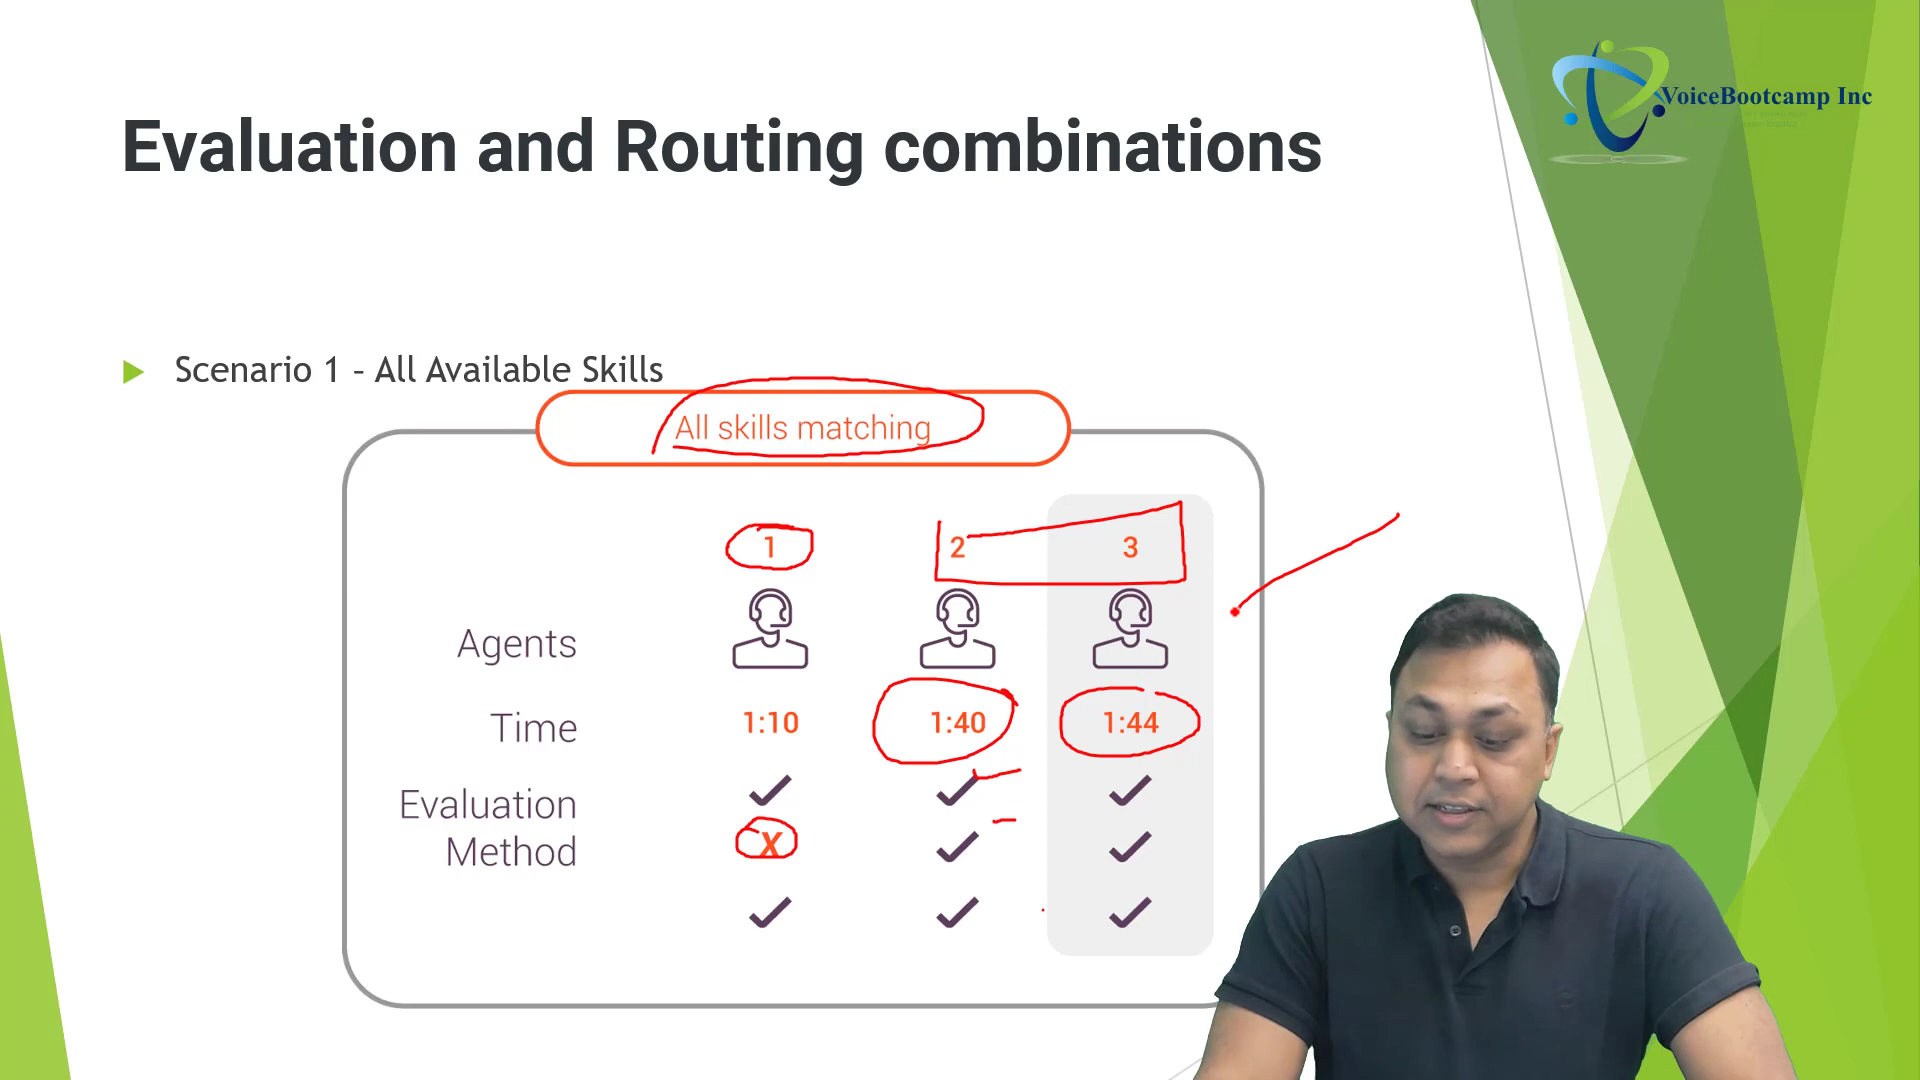 VoiceBootcamp Inc
Evaluation and Routing combinations
Scenario 1 – All Available Skills
All skills matching
1 2 3
Agents
Time 1:10 1:40 1:44
Evaluation
Method
X